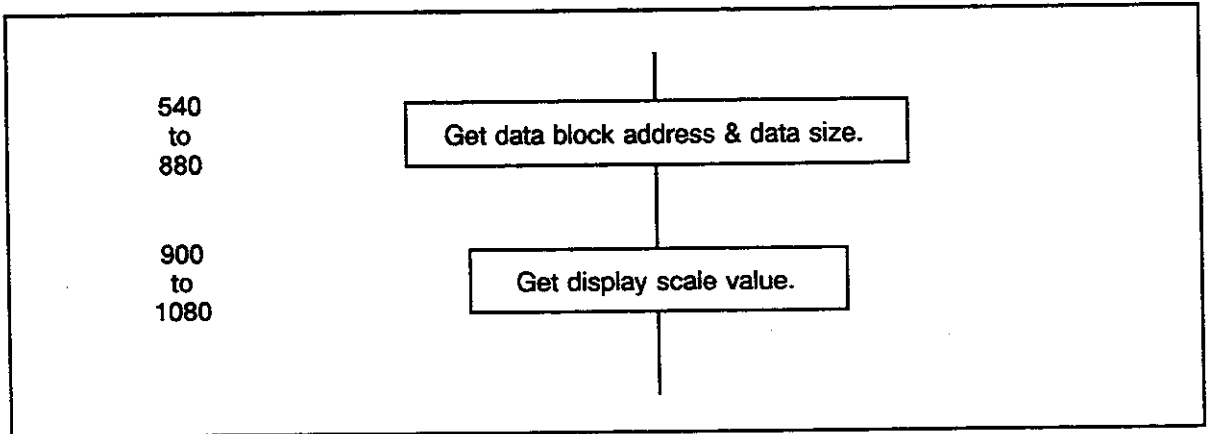 540
to
880
Get data block address & data size.
900
to
1080
Get display scale value.